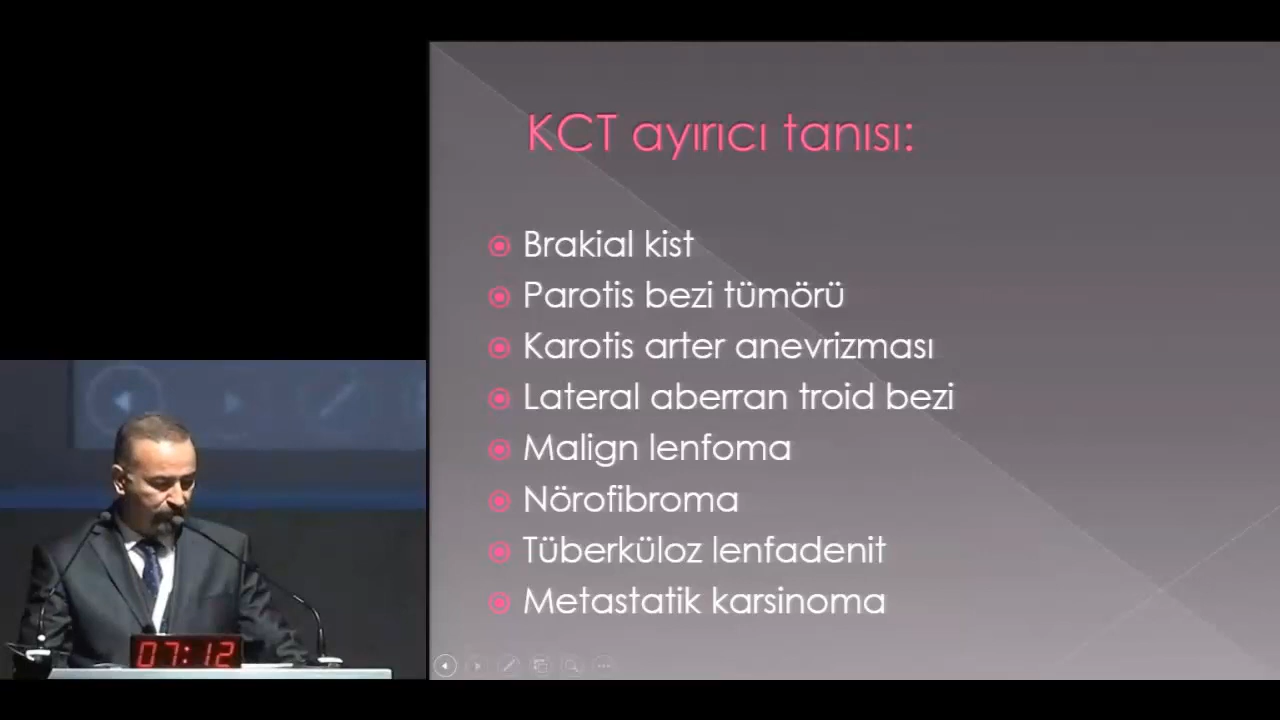 KCT ayırıcı tanısı:
Brakial kist
Parotis bezi tümörü
Karotis arter anevrizması
Lateral aberran troid bezi
Malign lenfoma
Nörofibroma
Tüberküloz lenfadenit
Metastatik karsinoma
07:12